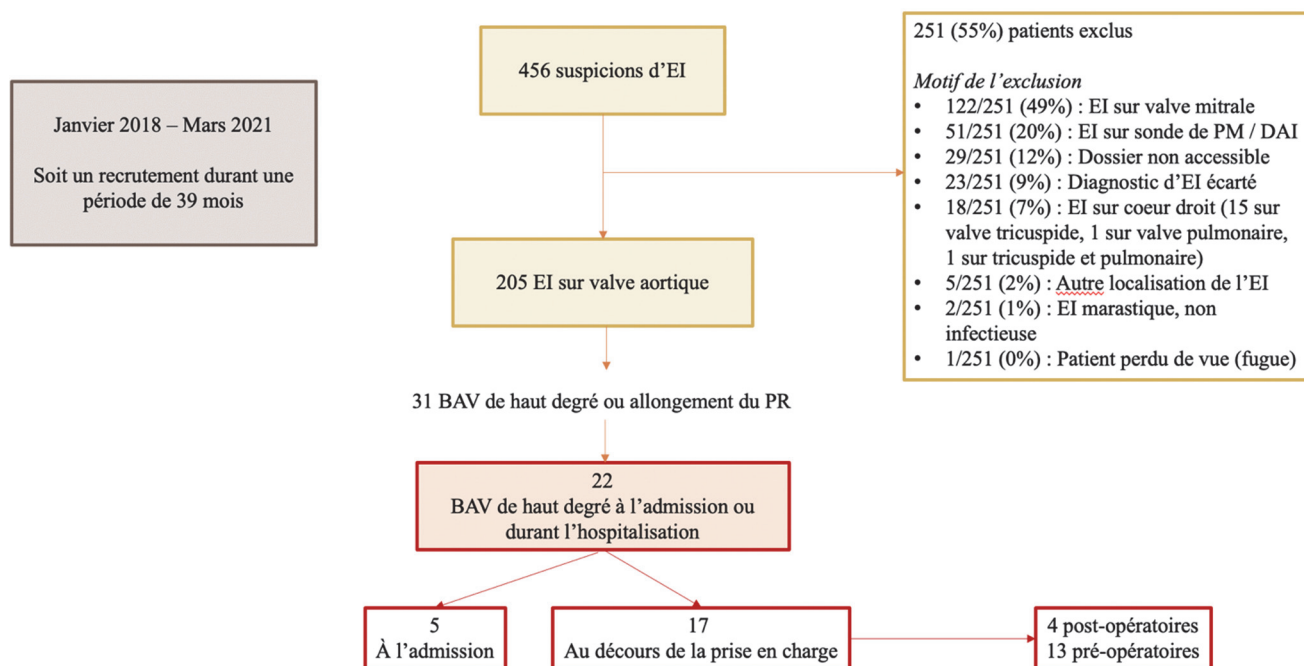 Janvier 2018 – Mars 2021
Soit un recrutement durant une
période de 39 mois
456 suspicions d'EI
251 (55%) patients exclus
Motif de l'exclusion
• 122/251 (49%) : EI sur valve mitrale
• 51/251 (20%) : EI sur sonde de PM / DAI
• 29/251 (12%) : Dossier non accessible
• 23/251 (9%) : Diagnostic d'EI écarté
• 18/251 (7%) : EI sur coeur droit (15 sur
valve tricuspide, 1 sur valve pulmonaire,
1 sur tricuspide et pulmonaire)
• 5/251 (2%) : Autre localisation de l'EI
• 2/251 (1%) : EI marastique, non
infectieuse
• 1/251 (0%) : Patient perdu de vue (fugue)
205 EI sur valve aortique
31 BAV de haut degré ou allongement du PR
22
BAV de haut degré à l'admission ou
durant l'hospitalisation
5
À l'admission
17
Au décours de la prise en charge
4 post-opératoires
13 pré-opératoires